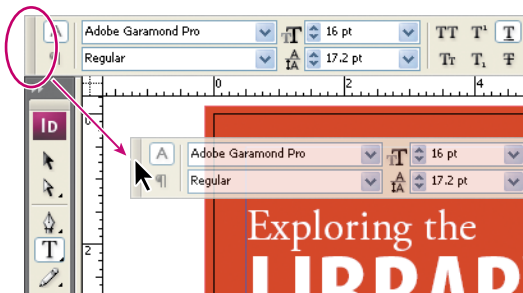 Adobe Garamond Pro 16 pt TT T¹ T
Regular 17.2 pt Tт T₁ T
0 2 4
0
ID
A Adobe Garamond Pro 16 pt
¶ Regular 17.2 pt
T
2
Exploring the
LIBRAR